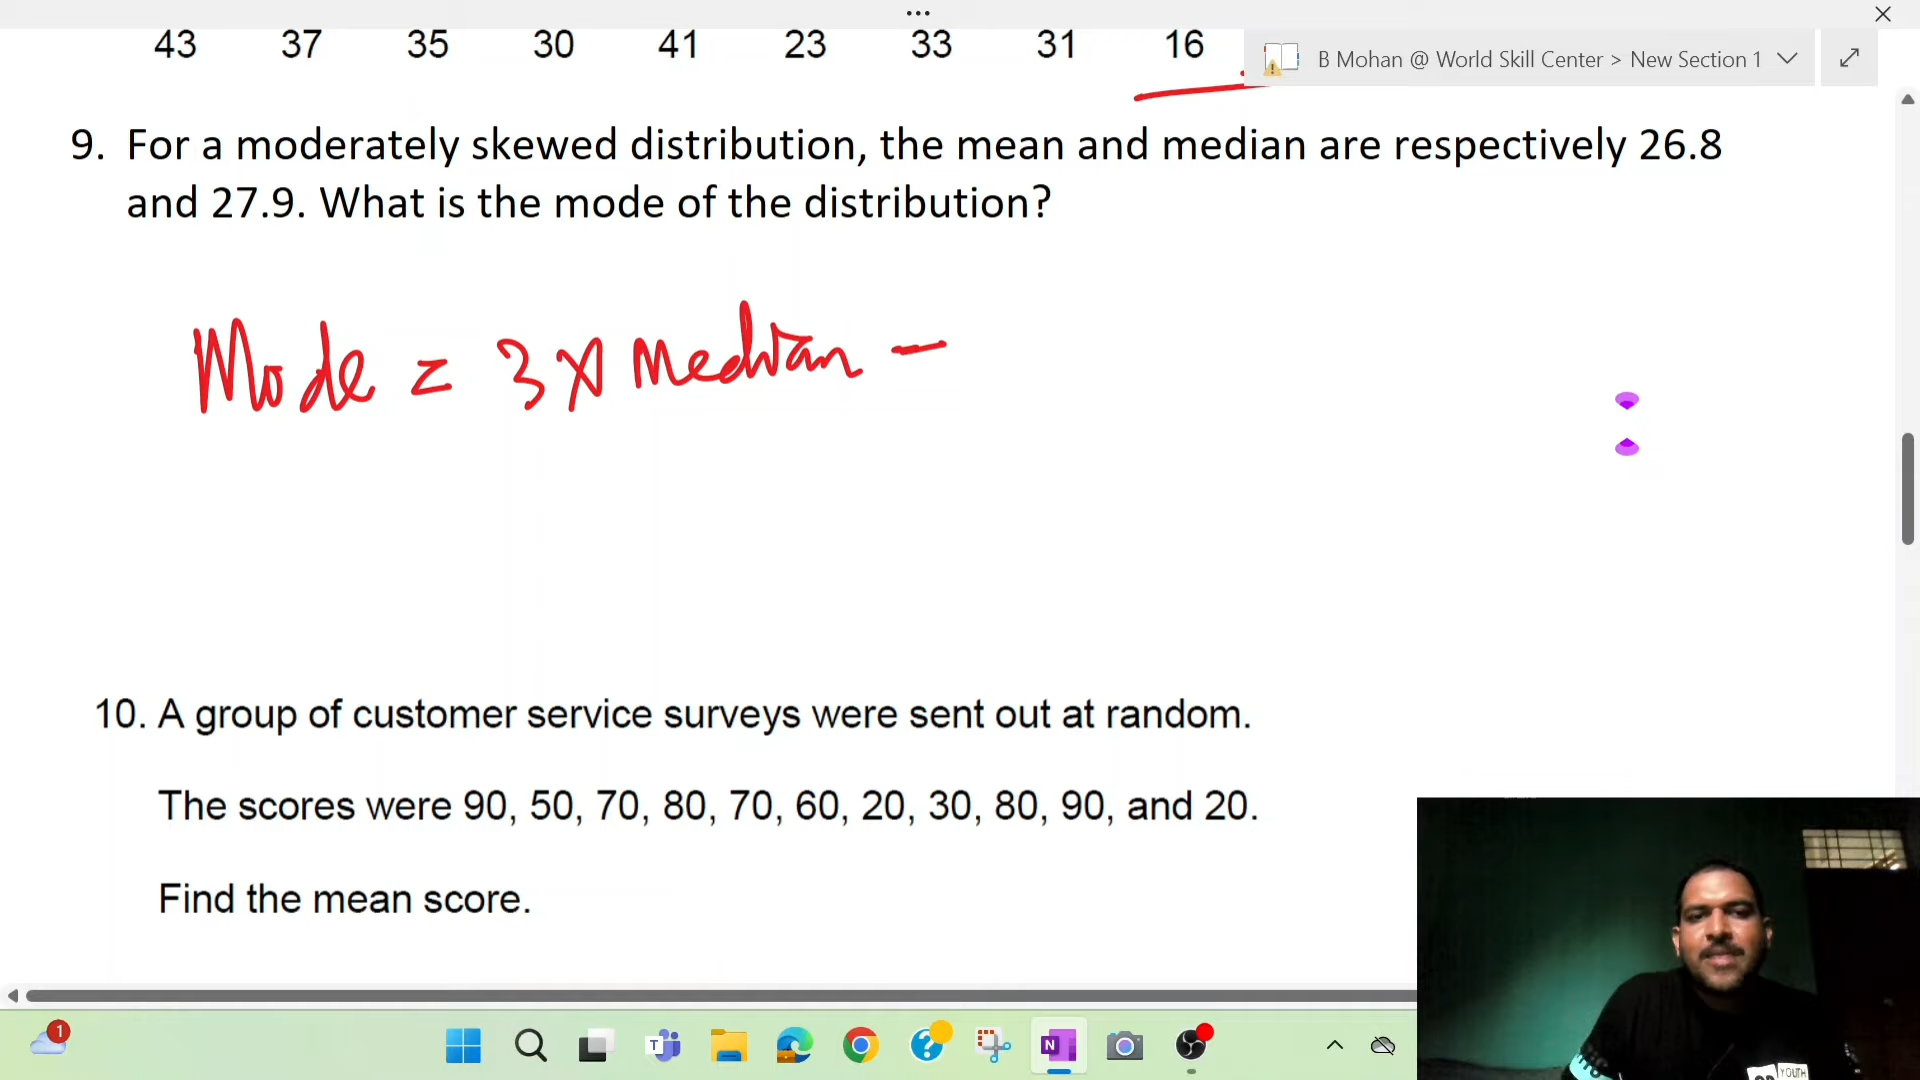 43 37 35 30 41 23 33 31 16
B Mohan @ World Skill Center > New Section 1
9. For a moderately skewed distribution, the mean and median are respectively 26.8
and 27.9. What is the mode of the distribution?
Mode = 3 × Median −
10. A group of customer service surveys were sent out at random.
The scores were 90, 50, 70, 80, 70, 60, 20, 30, 80, 90, and 20.
Find the mean score.
1
YOUTH